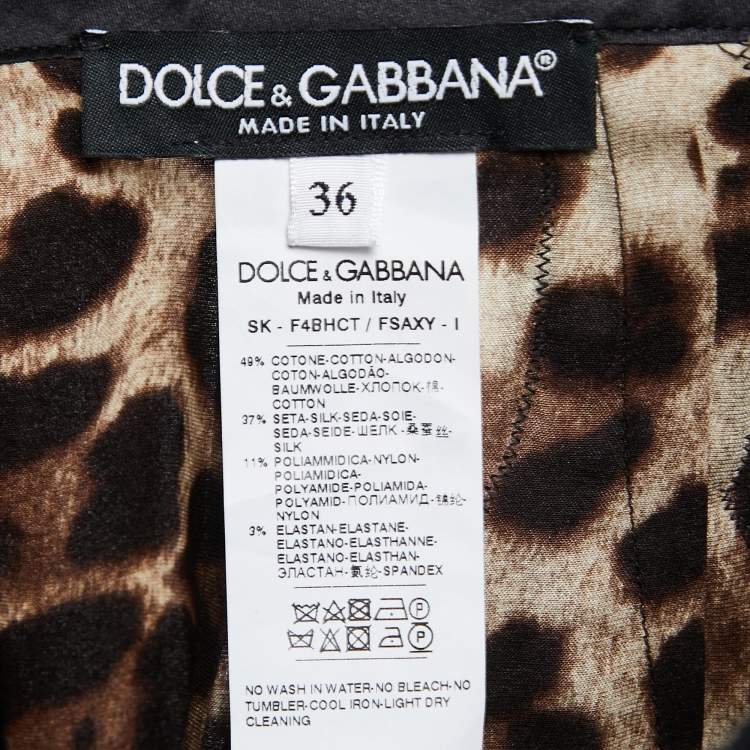 DOLCE & GABBANA®
MADE IN ITALY
36
DOLCE & GABBANA
Made in Italy
SK - F4BHCT / FSAXY - I
49% COTONE-COTTON-ALGODON-
COTON-ALGODÃO-
BAUMWOLLE-ХЛОПОК-棉-
COTTON
37% SETA-SILK-SEDA-SOIE-
SEDA-SEIDE-ШЕЛК-桑蚕丝-
SILK
11% POLIAMMIDICA-NYLON-
POLIAMIDICA-
POLYAMIDE-POLIAMIDA-
POLYAMID-ПОЛИАМИД-锦纶-
NYLON
3% ELASTAN-ELASTANE-
ELASTANO-ELASTHANNE-
ELASTANO-ELASTHAN-
ЭЛАСТАН-氨纶-SPANDEX
P
P
NO WASH IN WATER-NO BLEACH-NO
TUMBLER-COOL IRON-LIGHT DRY
CLEANING